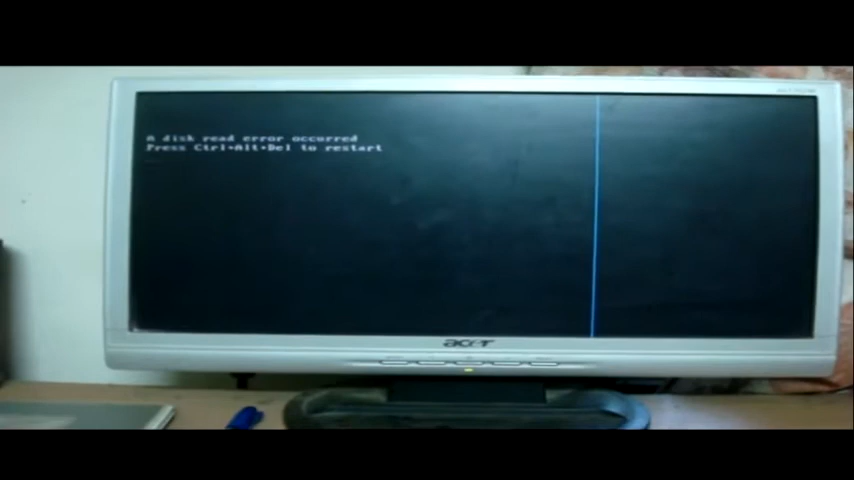 A disk read error occurred
Press Ctrl+Alt+Del to restart
acer